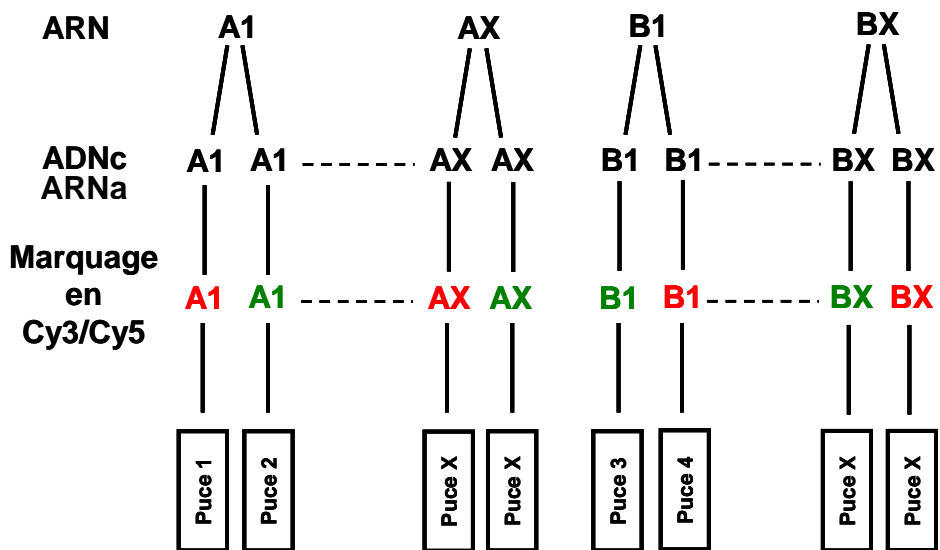 ARN A1 AX B1 BX
ADNc A1 A1 AX AX B1 B1 BX BX
ARNa
Marquage
en A1 A1 AX AX B1 B1 BX BX
Cy3/Cy5
Puce 1 Puce 2 Puce X Puce X Puce 3 Puce 4 Puce X Puce X